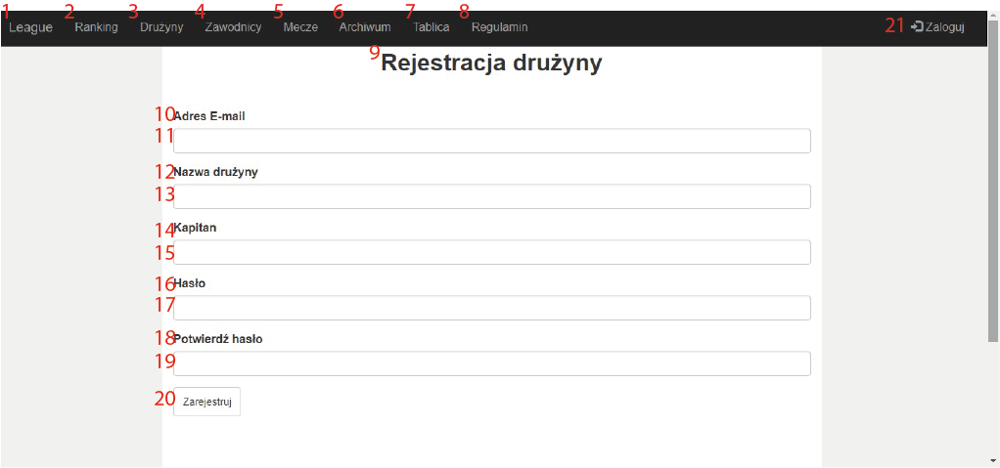 1 League 2 Ranking 3 Drużyny 4 Zawodnicy 5 Mecze 6 Archiwum 7 Tablica 8 Regulamin 21 Zaloguj
9 Rejestracja drużyny
10 Adres E-mail
11
12 Nazwa drużyny
13
14 Kapitan
15
16 Hasło
17
18 Potwierdź hasło
19
20 Zarejestruj